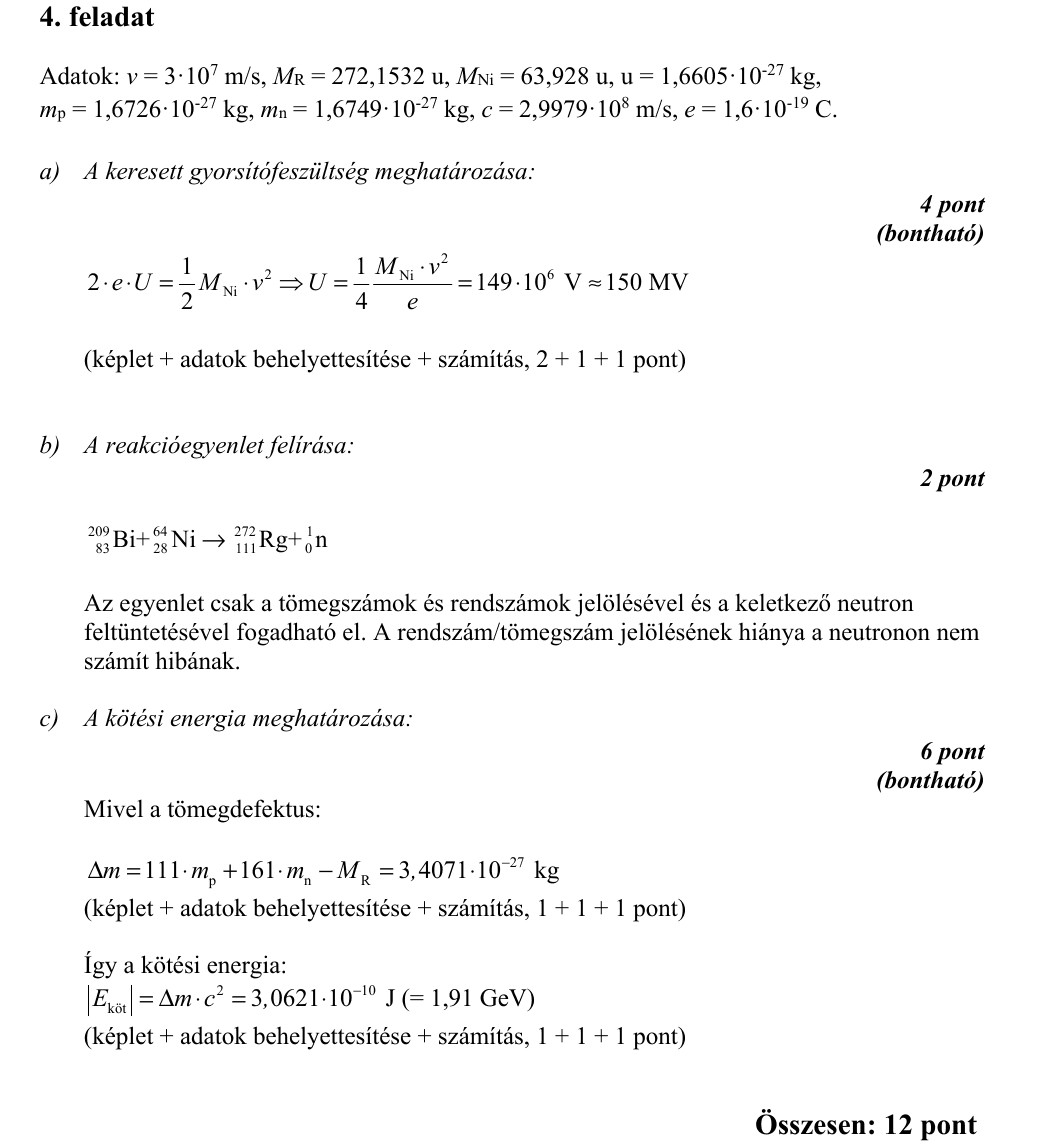 4. feladat
Adatok: v = 3·10⁷ m/s, M_R = 272,1532 u, M_Ni = 63,928 u, u = 1,6605·10⁻²⁷ kg,
m_p = 1,6726·10⁻²⁷ kg, m_n = 1,6749·10⁻²⁷ kg, c = 2,9979·10⁸ m/s, e = 1,6·10⁻¹⁹ C.
a) A keresett gyorsítófeszültség meghatározása:
4 pont
(bontható)
2·e·U = 1/2 M_Ni·v² ⇒ U = 1/4 (M_Ni·v²)/e = 149·10⁶ V ≈ 150 MV
(képlet + adatok behelyettesítése + számítás, 2 + 1 + 1 pont)
b) A reakcióegyenlet felírása:
2 pont
²⁰⁹₈₃Bi+⁶⁴₂₈Ni → ²⁷²₁₁₁Rg+¹₀n
Az egyenlet csak a tömegszámok és rendszámok jelölésével és a keletkező neutron
feltüntetésével fogadható el. A rendszám/tömegszám jelölésének hiánya a neutronon nem
számít hibának.
c) A kötési energia meghatározása:
6 pont
(bontható)
Mivel a tömegdefektus:
Δm = 111·m_p + 161·m_n − M_R = 3,4071·10⁻²⁷ kg
(képlet + adatok behelyettesítése + számítás, 1 + 1 + 1 pont)
Így a kötési energia:
|E_köt| = Δm·c² = 3,0621·10⁻¹⁰ J (= 1,91 GeV)
(képlet + adatok behelyettesítése + számítás, 1 + 1 + 1 pont)
Összesen: 12 pont